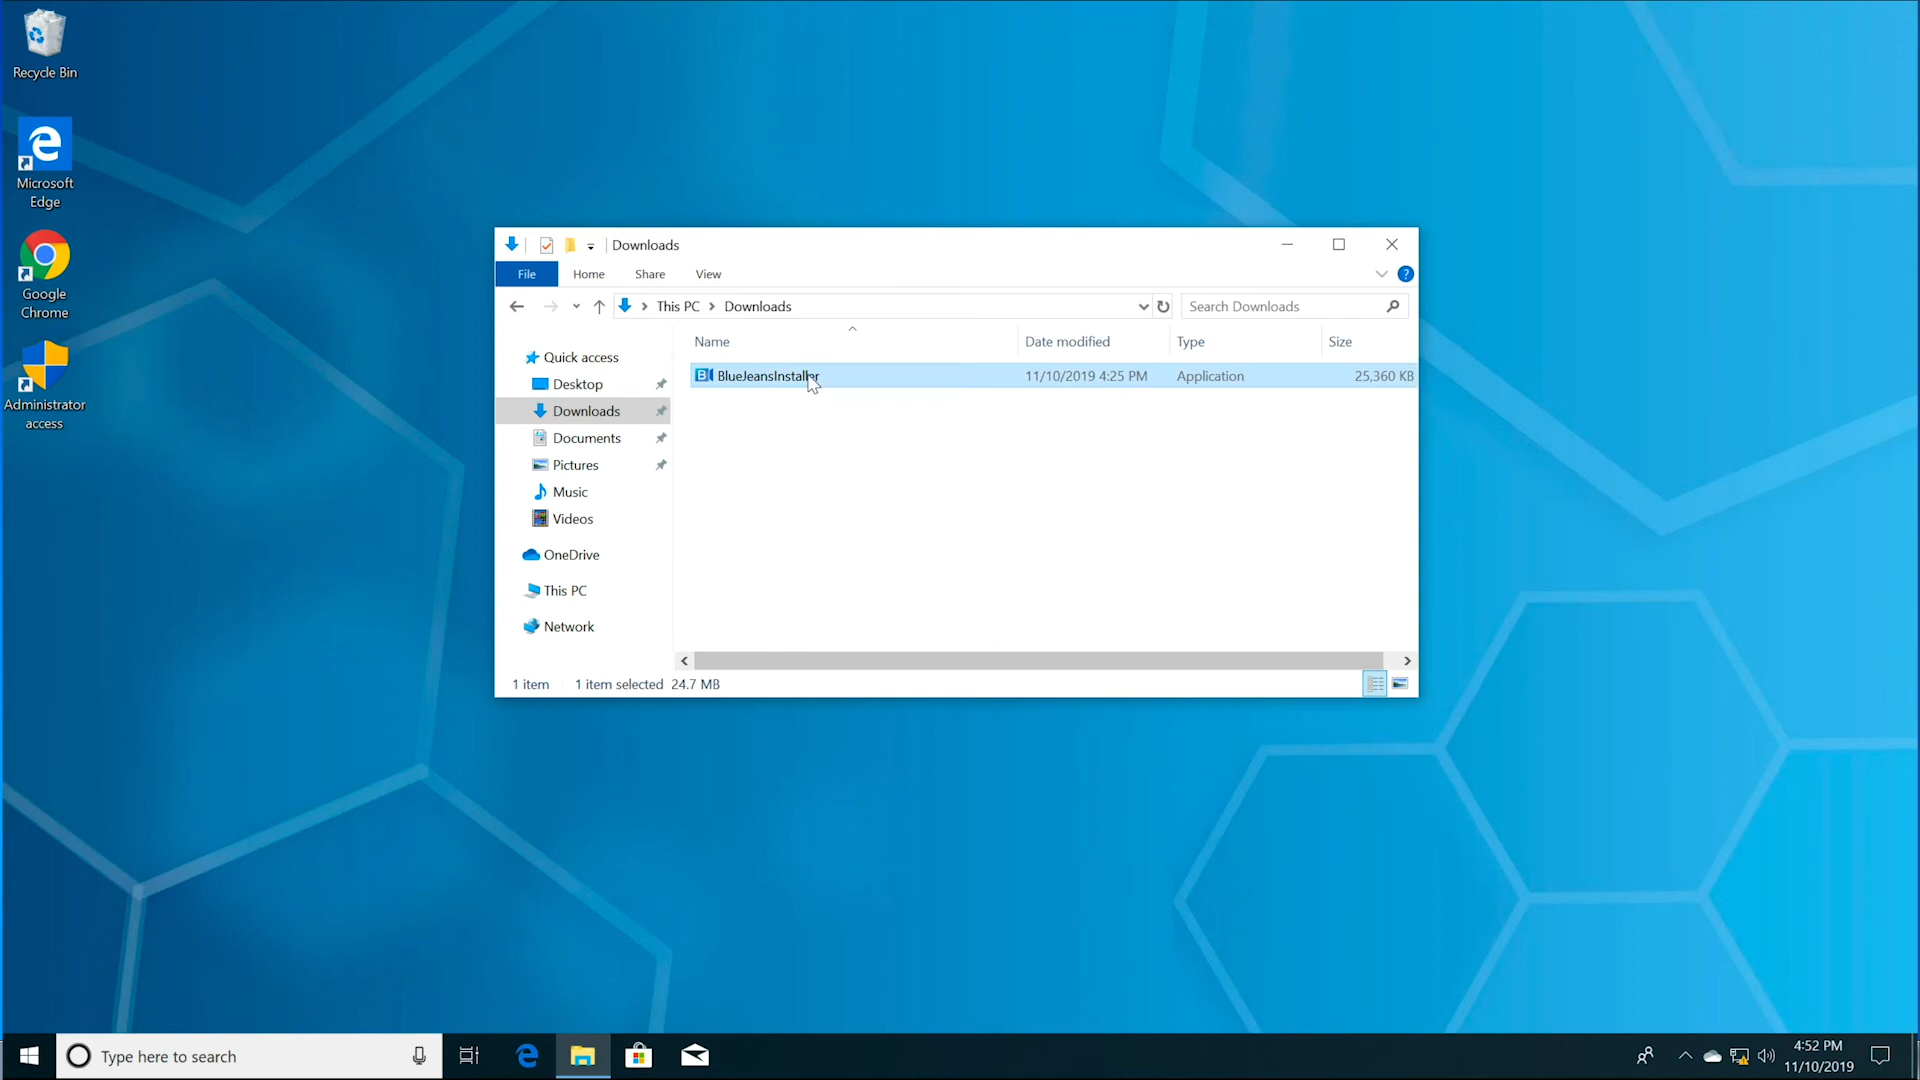 Recycle Bin
Microsoft
Edge
Google
Chrome
Administrator
access
Downloads
File Home Share View
This PC Downloads
Search Downloads
Name Date modified Type Size
BlueJeansInstaller 11/10/2019 4:25 PM Application 25,360 KB
Quick access
Desktop
Downloads
Documents
Pictures
Music
Videos
OneDrive
This PC
Network
1 item 1 item selected 24.7 MB
Type here to search
4:52 PM
11/10/2019